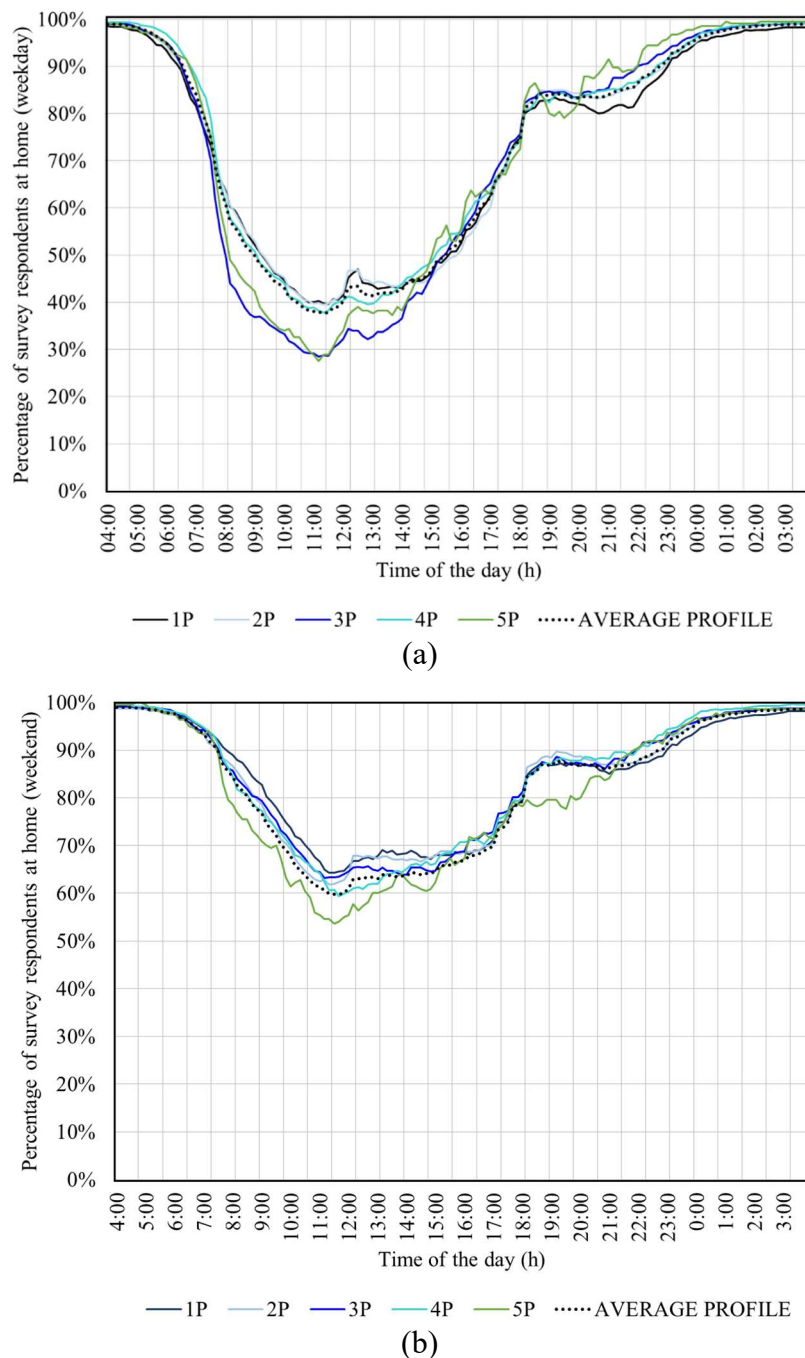 Percentage of survey respondents at home (weekday)
100%
90%
80%
70%
60%
50%
40%
30%
20%
10%
0%
04:00 05:00 06:00 07:00 08:00 09:00 10:00 11:00 12:00 13:00 14:00 15:00 16:00 17:00 18:00 19:00 20:00 21:00 22:00 23:00 00:00 01:00 02:00 03:00
Time of the day (h)
1P 2P 3P 4P 5P AVERAGE PROFILE
(a)
Percentage of survey respondents at home (weekend)
100%
90%
80%
70%
60%
50%
40%
30%
20%
10%
0%
4:00 5:00 6:00 7:00 8:00 9:00 10:00 11:00 12:00 13:00 14:00 15:00 16:00 17:00 18:00 19:00 20:00 21:00 22:00 23:00 0:00 1:00 2:00 3:00
Time of the day (h)
1P 2P 3P 4P 5P AVERAGE PROFILE
(b)